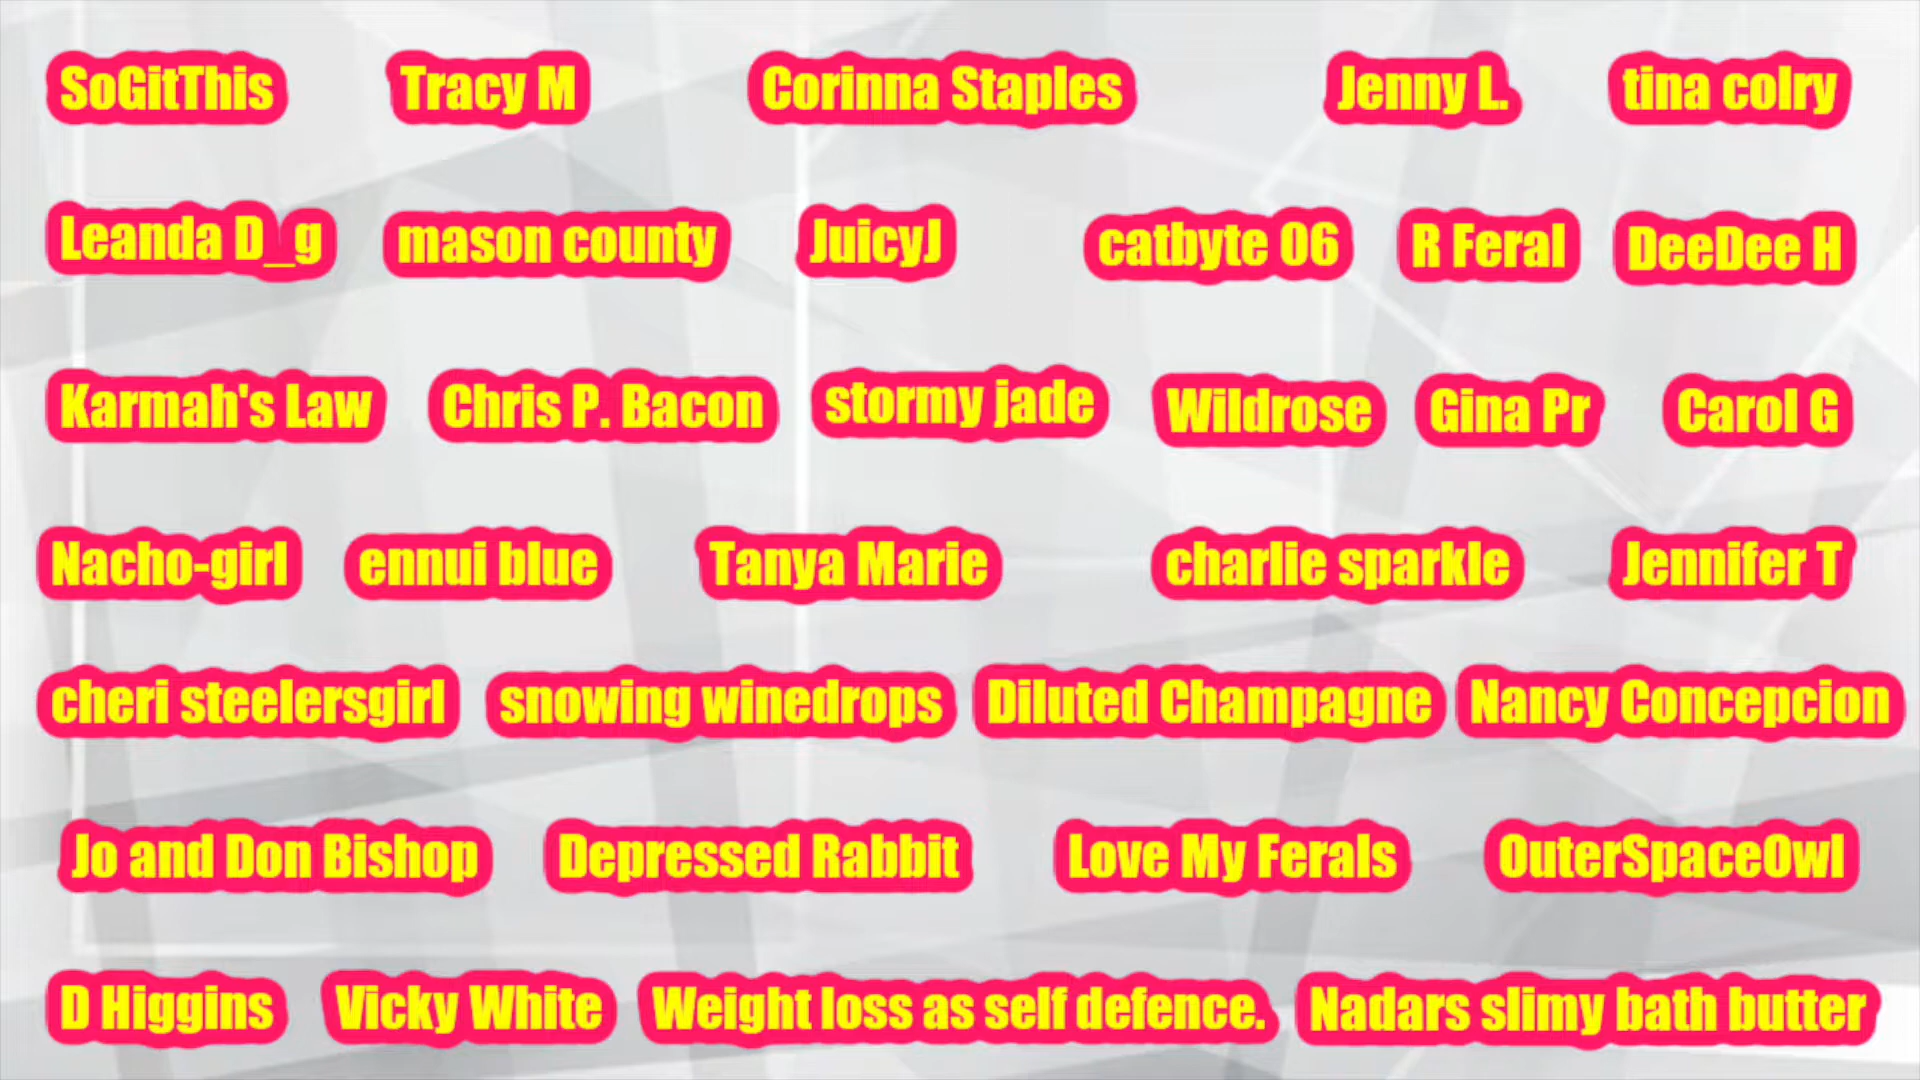 SoGitThis Tracy M Corinna Staples Jenny L. tina colry
Leanda D_g mason county JuicyJ catbyte 06 R Feral DeeDee H
Karmah's Law Chris P. Bacon stormy jade Wildrose Gina Pr Carol G
Nacho-girl ennui blue Tanya Marie charlie sparkle Jennifer T
cheri steelersgirl snowing winedrops Diluted Champagne Nancy Concepcion
Jo and Don Bishop Depressed Rabbit Love My Ferals OuterSpaceOwl
D Higgins Vicky White Weight loss as self defence. Nadars slimy bath butter